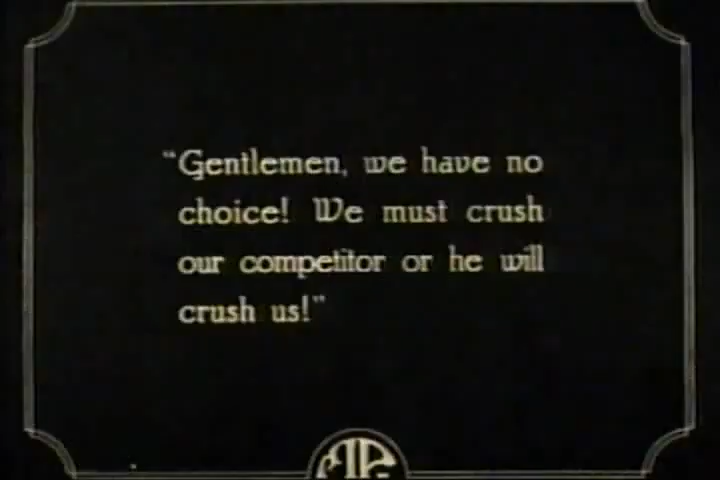 “Gentlemen, we have no
choice! We must crush
our competitor or he will
crush us!”